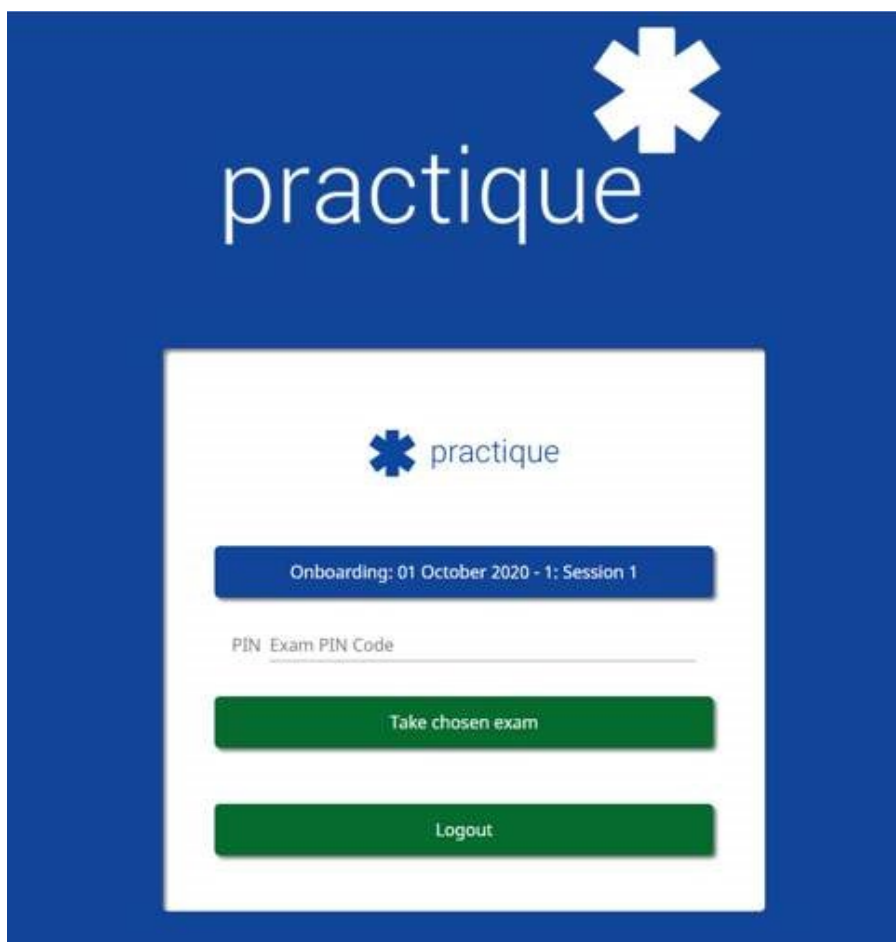 practique
practique
Onboarding: 01 October 2020 - 1: Session 1
PIN Exam PIN Code
Take chosen exam
Logout